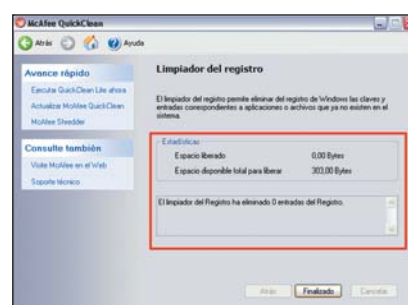 McAfee QuickClean
Atrás
Ayuda
Avance rápido
Ejecutar QuickClean Lite ahora
Actualizar McAfee QuickClean
McAfee Shredder
Consulte también
Visite McAfee en el Web
Soporte técnico
Limpiador del registro
El limpiador del registro permite eliminar del registro de Windows las claves y
entradas correspondientes a aplicaciones o archivos que ya no existen en el
sistema.
Estadísticas
Espacio liberado 0,00 Bytes
Espacio disponible total para liberar 303,00 Bytes
El limpiador del Registro ha eliminado 0 entradas del Registro.
Atrás
Finalizado
Cancelar